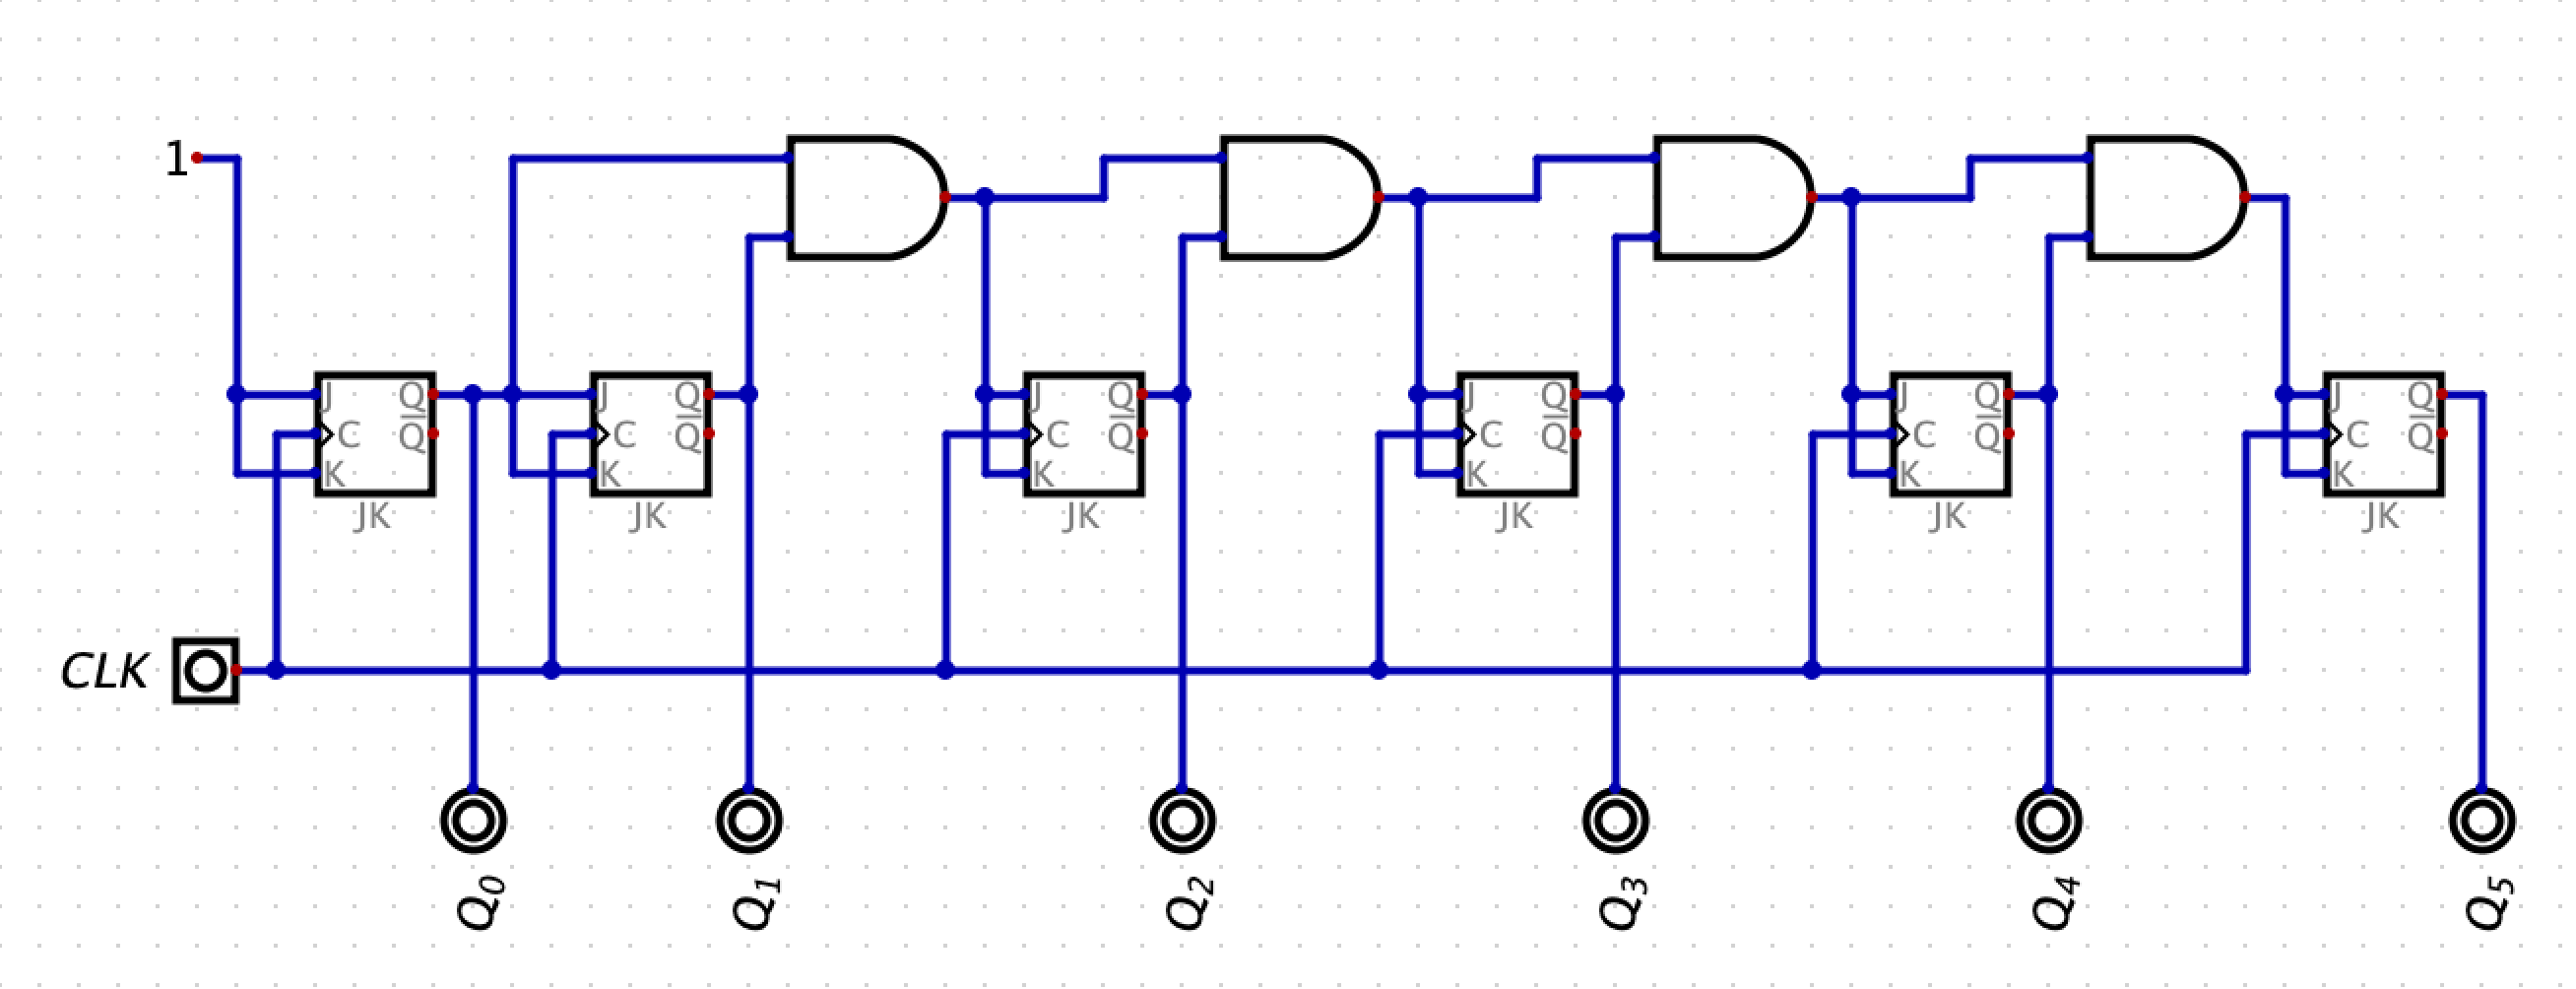 1
J Q J Q J Q J Q J Q J Q
C Q̅ C Q̅ C Q̅ C Q̅ C Q̅ C Q̅
K K K K K K
JK JK JK JK JK JK
CLK
Q₀ Q₁ Q₂ Q₃ Q₄ Q₅